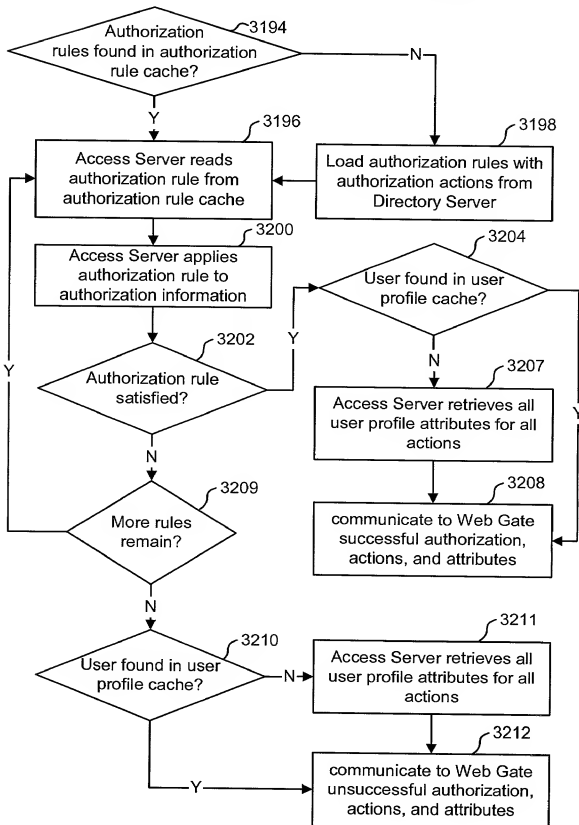 Authorization
rules found in authorization
rule cache?
3194
N
Y
3196
Access Server reads
authorization rule from
authorization rule cache
3198
Load authorization rules with
authorization actions from
Directory Server
3200
Access Server applies
authorization rule to
authorization information
3204
User found in user
profile cache?
3202
Authorization rule
satisfied?
Y
Y
N
Y
3207
Access Server retrieves all
user profile attributes for all
actions
N
3209
More rules
remain?
3208
communicate to Web Gate
successful authorization,
actions, and attributes
N
3210
User found in user
profile cache?
N
3211
Access Server retrieves all
user profile attributes for all
actions
Y
3212
communicate to Web Gate
unsuccessful authorization,
actions, and attributes